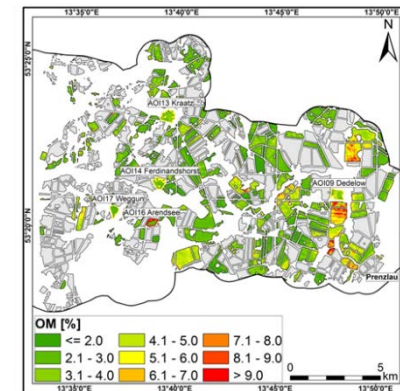 13°35'0"E 13°40'0"E 13°45'0"E 13°50'0"E
N
53°25'0"N
AOI13 Kraatz
AOI14 Ferdinandshorst
AOI09 Dedelow
AOI17 Weggun
AOI16 Arendsee
53°20'0"N
Prenzlau
OM [%]
<= 2.0 4.1 - 5.0 7.1 - 8.0
2.1 - 3.0 5.1 - 6.0 8.1 - 9.0
3.1 - 4.0 6.1 - 7.0 > 9.0
0 5
km
13°35'0"E 13°40'0"E 13°45'0"E 13°50'0"E